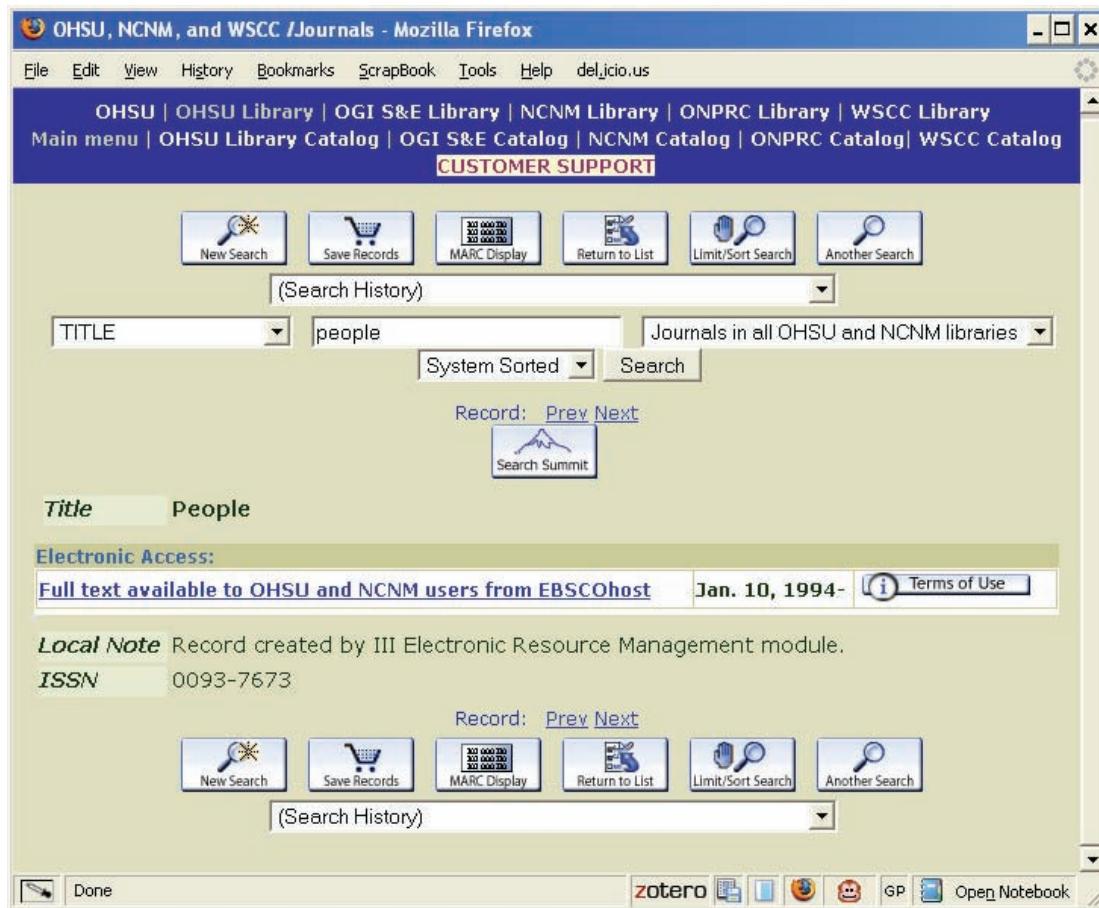 OHSU, NCNM, and WSCC /Journals - Mozilla Firefox
File Edit View History Bookmarks ScrapBook Tools Help del.icio.us
OHSU | OHSU Library | OGI S&E Library | NCNM Library | ONPRC Library | WSCC Library
Main menu | OHSU Library Catalog | OGI S&E Catalog | NCNM Catalog | ONPRC Catalog| WSCC Catalog
CUSTOMER SUPPORT
New Search Save Records MARC Display Return to List Limit/Sort Search Another Search
(Search History)
TITLE people Journals in all OHSU and NCNM libraries
System Sorted Search
Record: Prev Next
Search Summit
Title People
Electronic Access:
Full text available to OHSU and NCNM users from EBSCOhost Jan. 10, 1994- Terms of Use
Local Note Record created by III Electronic Resource Management module.
ISSN 0093-7673
Record: Prev Next
New Search Save Records MARC Display Return to List Limit/Sort Search Another Search
(Search History)
Done zotero GP Open Notebook